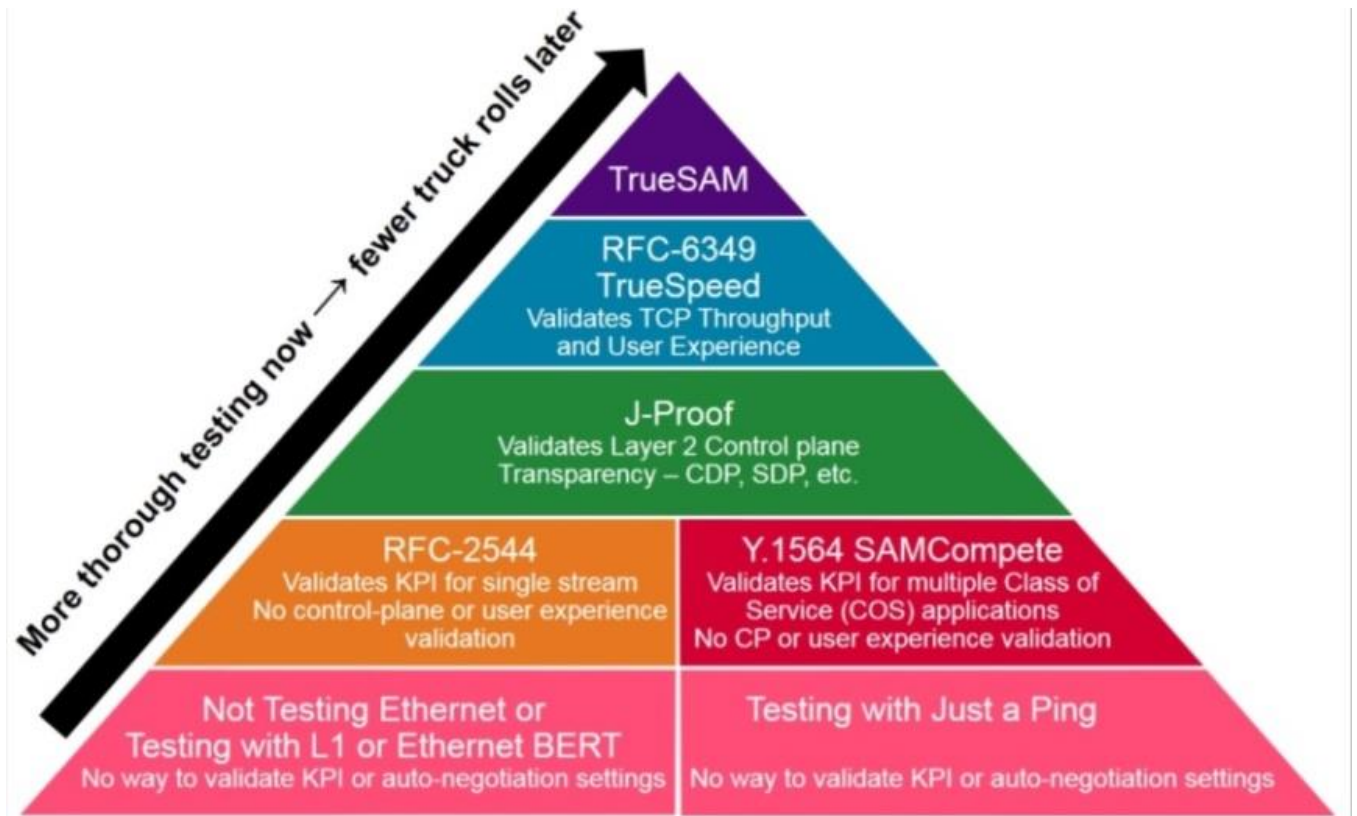 More thorough testing now → fewer truck rolls later
TrueSAM
RFC-6349
TrueSpeed
Validates TCP Throughput
and User Experience
J-Proof
Validates Layer 2 Control plane
Transparency – CDP, SDP, etc.
RFC-2544
Validates KPI for single stream
No control-plane or user experience
validation
Y.1564 SAMCompete
Validates KPI for multiple Class of
Service (COS) applications
No CP or user experience validation
Not Testing Ethernet or
Testing with L1 or Ethernet BERT
No way to validate KPI or auto-negotiation settings
Testing with Just a Ping
No way to validate KPI or auto-negotiation settings